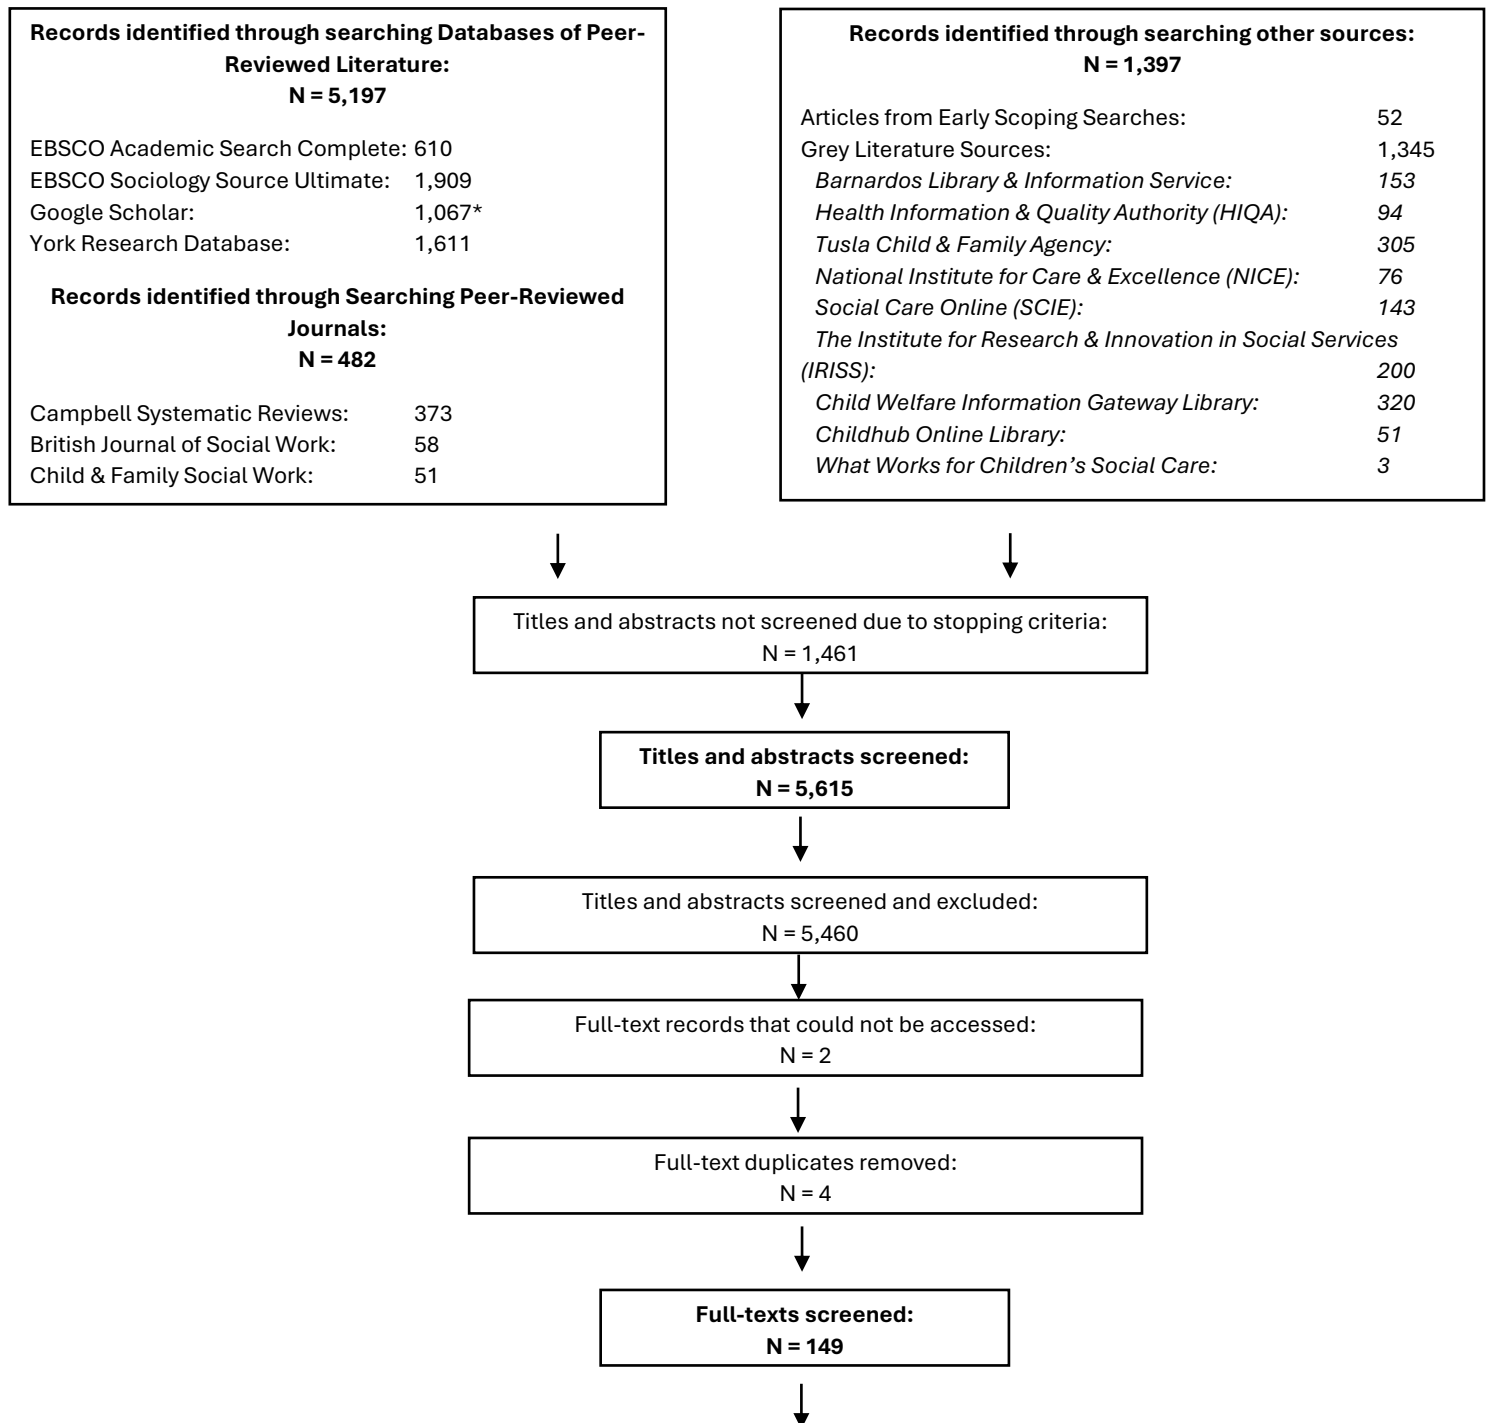 Records identified through searching Databases of Peer-
Reviewed Literature:
N = 5,197
EBSCO Academic Search Complete: 610
EBSCO Sociology Source Ultimate: 1,909
Google Scholar: 1,067*
York Research Database: 1,611
Records identified through Searching Peer-Reviewed
Journals:
N = 482
Campbell Systematic Reviews: 373
British Journal of Social Work: 58
Child & Family Social Work: 51
Records identified through searching other sources:
N = 1,397
Articles from Early Scoping Searches: 52
Grey Literature Sources: 1,345
Barnardos Library & Information Service: 153
Health Information & Quality Authority (HIQA): 94
Tusla Child & Family Agency: 305
National Institute for Care & Excellence (NICE): 76
Social Care Online (SCIE): 143
The Institute for Research & Innovation in Social Services
(IRISS): 200
Child Welfare Information Gateway Library: 320
Childhub Online Library: 51
What Works for Children’s Social Care: 3
Titles and abstracts not screened due to stopping criteria:
N = 1,461
Titles and abstracts screened:
N = 5,615
Titles and abstracts screened and excluded:
N = 5,460
Full-text records that could not be accessed:
N = 2
Full-text duplicates removed:
N = 4
Full-texts screened:
N = 149